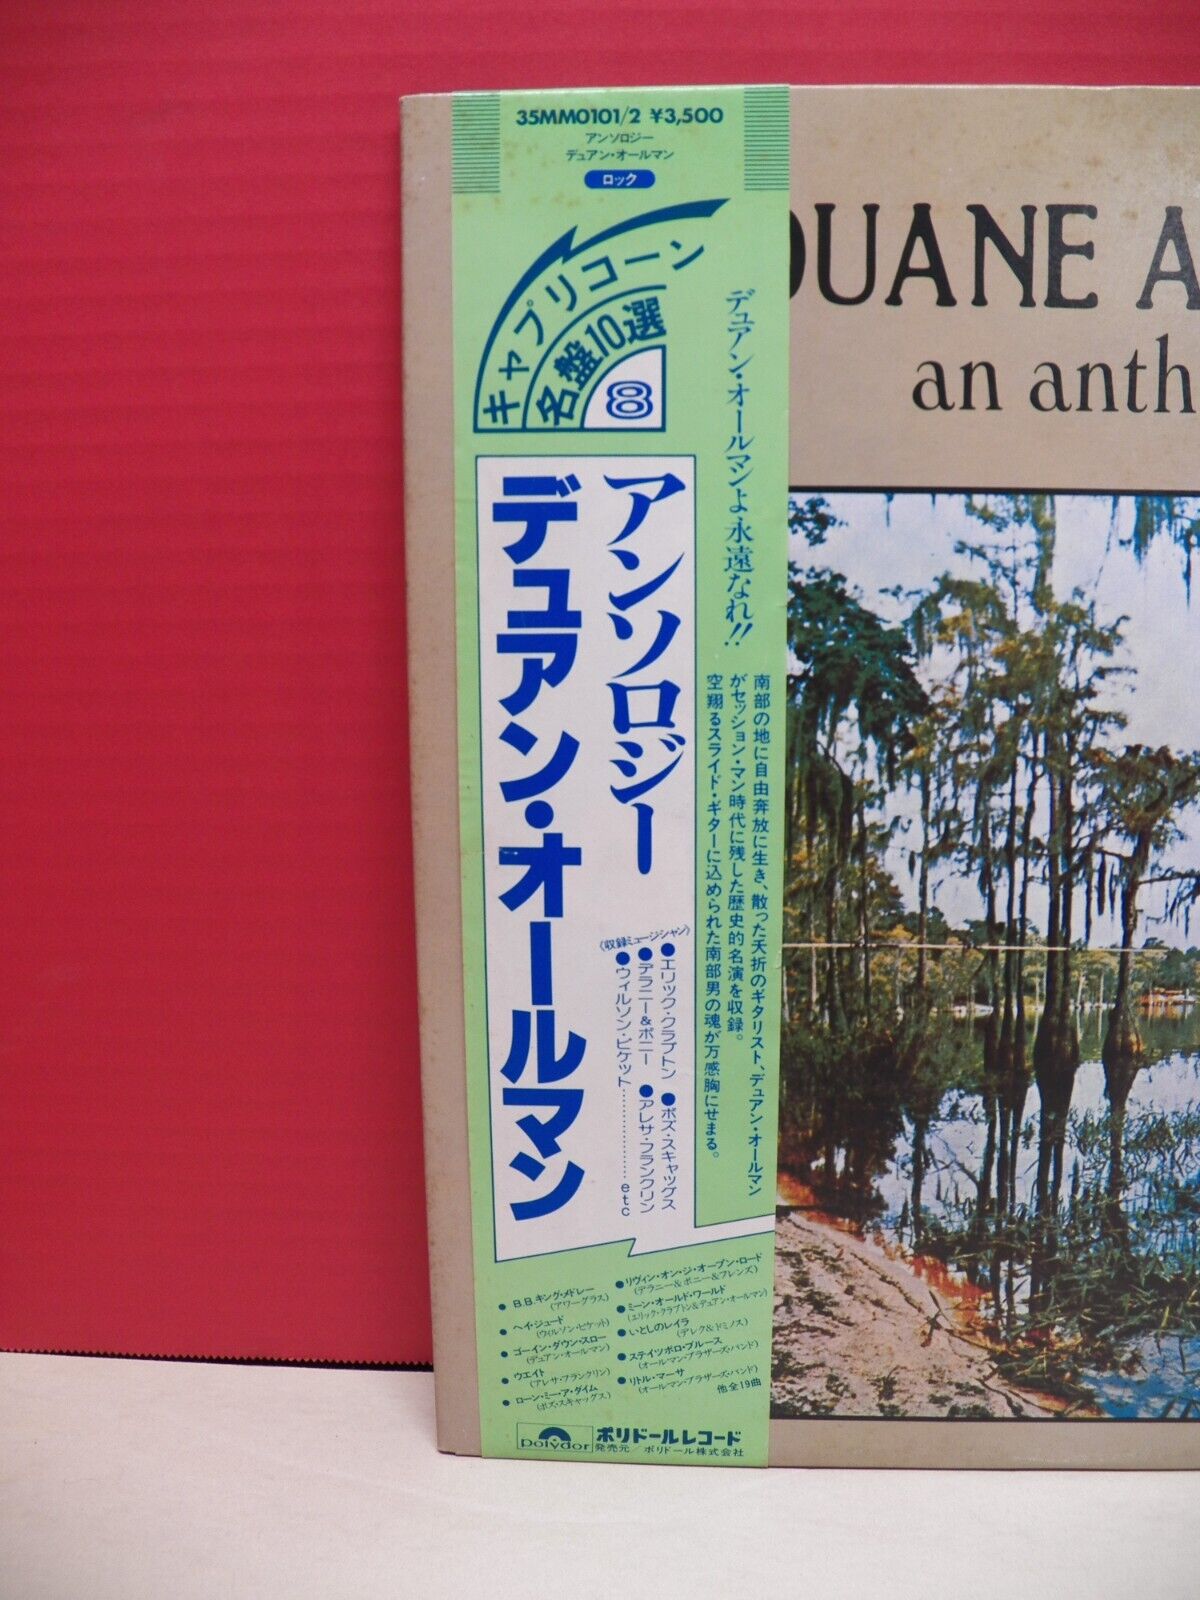 35MM0101/2 ¥3,500
アンソロジー
デュアン・オールマン
ロック
キャプリコーン
名盤10選
8
デュアン・オールマンよ永遠なれ!!
南部の地に自由奔放に生き、散った夭折のギタリスト、デュアン・オールマン
がセッション・マン時代に残した歴史的名演を収録。
空翔るスライド・ギターに込められた南部男の魂が万感胸にせまる。
アンソロジー
デュアン・オールマン
《収録ミュージシャン》
●エリック・クラプトン ●ボズ・スキャッグス
●デラニー&ボニー ●アレサ・フランクリン
●ウィルソン・ピケット……………etc
●リヴィン・オン・ジ・オープン・ロード
(デラニー&ボニー&フレンズ)
●ミーン・オールド・ワールド
(エリック・クラプトン&デュアン・オールマン)
●いとしのレイラ
(デレク&ドミノス)
●ステイツボロ・ブルース
(オールマン・ブラザーズ・バンド)
●リトル・マーサ
(オールマン・ブラザーズ・バンド)
他全19曲
●B.B.キング・メドレー
(アワーグラス)
●ヘイ・ジュード
(ウィルソン・ピケット)
●ゴーイン・ダウン・スロー
(デュアン・オールマン)
●ウエイト
(アレサ・フランクリン)
●ローン・ミー・ア・ダイム
(ボズ・スキャッグス)
polydor
ポリドールレコード
発売元/ポリドール株式会社
DUANE A
an anth